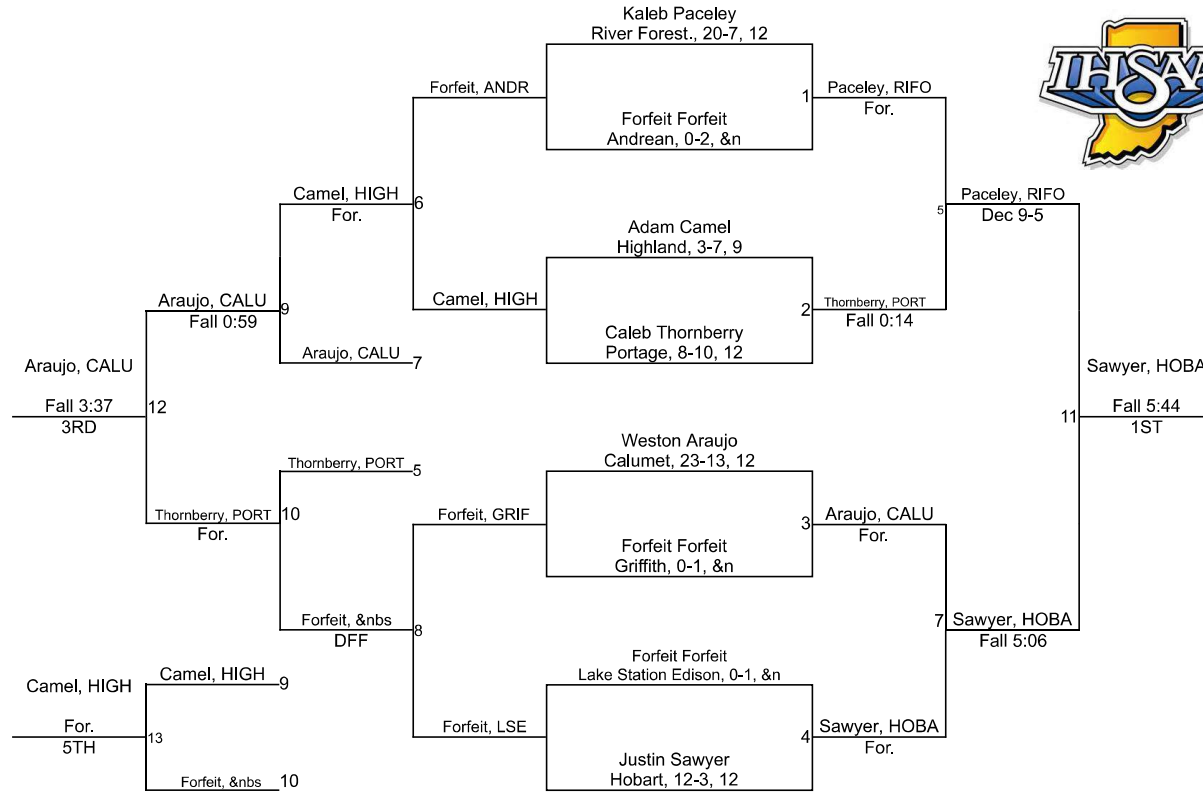 Kaleb Paceley
River Forest., 20-7, 12
IHSAA
Forfeit, ANDR
1
Paceley, RIFO
For.
Forfeit Forfeit
Andrean, 0-2, &n
Camel, HIGH
For.
6
5
Paceley, RIFO
Dec 9-5
Adam Camel
Highland, 3-7, 9
Araujo, CALU
Fall 0:59
9
Camel, HIGH
2
Thornberry, PORT
Fall 0:14
Caleb Thornberry
Portage, 8-10, 12
Araujo, CALU
7
Araujo, CALU
Fall 3:37
3RD
12
Sawyer, HOBA
Fall 5:44
1ST
11
Weston Araujo
Calumet, 23-13, 12
Thornberry, PORT
5
Thornberry, PORT
For.
10
Forfeit, GRIF
3
Araujo, CALU
For.
Forfeit Forfeit
Griffith, 0-1, &n
Forfeit, &nbs
DFF
8
7
Sawyer, HOBA
Fall 5:06
Forfeit Forfeit
Lake Station Edison, 0-1, &n
Camel, HIGH
9
Camel, HIGH
For.
5TH
13
Forfeit, LSE
4
Sawyer, HOBA
For.
Justin Sawyer
Hobart, 12-3, 12
Forfeit, &nbs
10